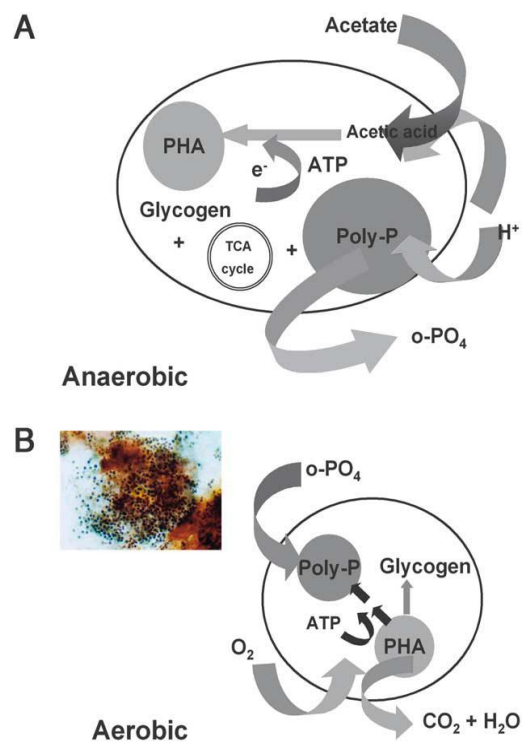 A
Acetate
Acetic acid
PHA
e⁻
ATP
Glycogen
+
TCA
cycle
+
Poly-P
H⁺
o-PO₄
Anaerobic
B
o-PO₄
Poly-P
Glycogen
ATP
PHA
O₂
CO₂ + H₂O
Aerobic